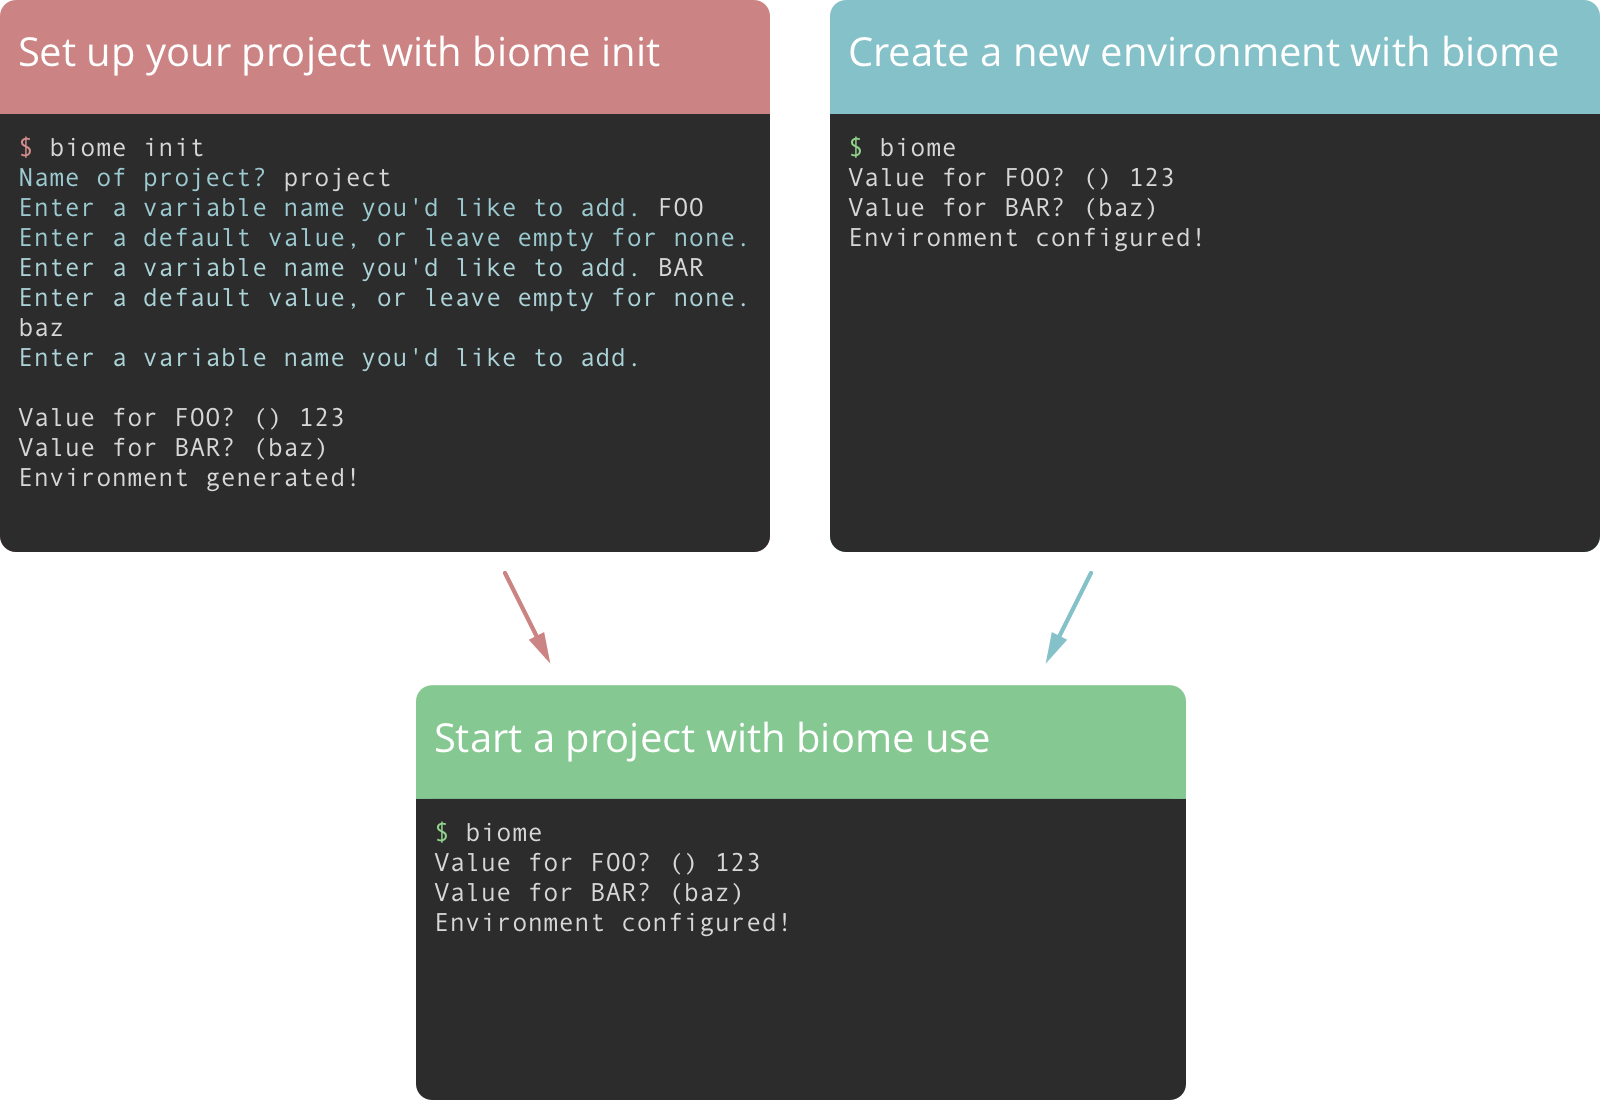 Set up your project with biome init
$ biome init
Name of project? project
Enter a variable name you'd like to add. FOO
Enter a default value, or leave empty for none.
Enter a variable name you'd like to add. BAR
Enter a default value, or leave empty for none.
baz
Enter a variable name you'd like to add.
Value for FOO? () 123
Value for BAR? (baz)
Environment generated!
Create a new environment with biome
$ biome
Value for FOO? () 123
Value for BAR? (baz)
Environment configured!
Start a project with biome use
$ biome
Value for FOO? () 123
Value for BAR? (baz)
Environment configured!